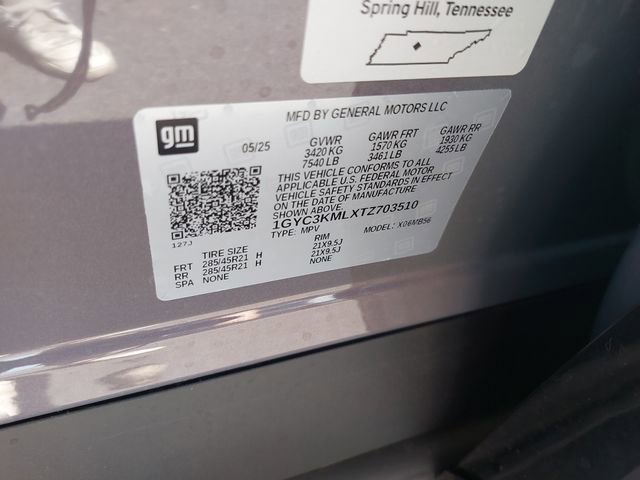 Spring Hill, Tennessee
gm
MFD BY GENERAL MOTORS LLC
05/25 GVWR GAWR FRT GAWR RR
3420 KG 1570 KG 1930 KG
7540 LB 3461 LB 4255 LB
THIS VEHICLE CONFORMS TO ALL
APPLICABLE U.S. FEDERAL MOTOR
VEHICLE SAFETY STANDARDS IN EFFECT
ON THE DATE OF MANUFACTURE
SHOWN ABOVE.
1GYC3KMLXTZ703510
TYPE: MPV MODEL: X06MB56
127J
TIRE SIZE RIM
FRT 285/45R21 H 21X9.5J
RR 285/45R21 H 21X9.5J
SPA NONE NONE